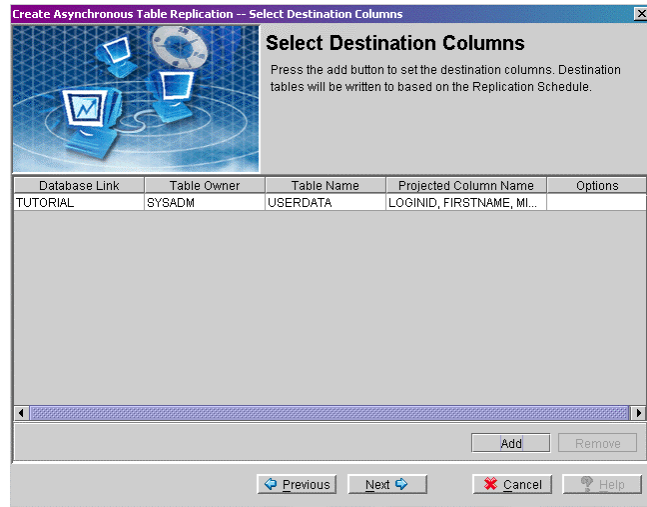 Create Asynchronous Table Replication -- Select Destination Columns
Select Destination Columns
Press the add button to set the destination columns. Destination
tables will be written to based on the Replication Schedule.
Database Link Table Owner Table Name Projected Column Name Options
TUTORIAL SYSADM USERDATA LOGINID, FIRSTNAME, MI...
Add Remove
Previous Next Cancel Help